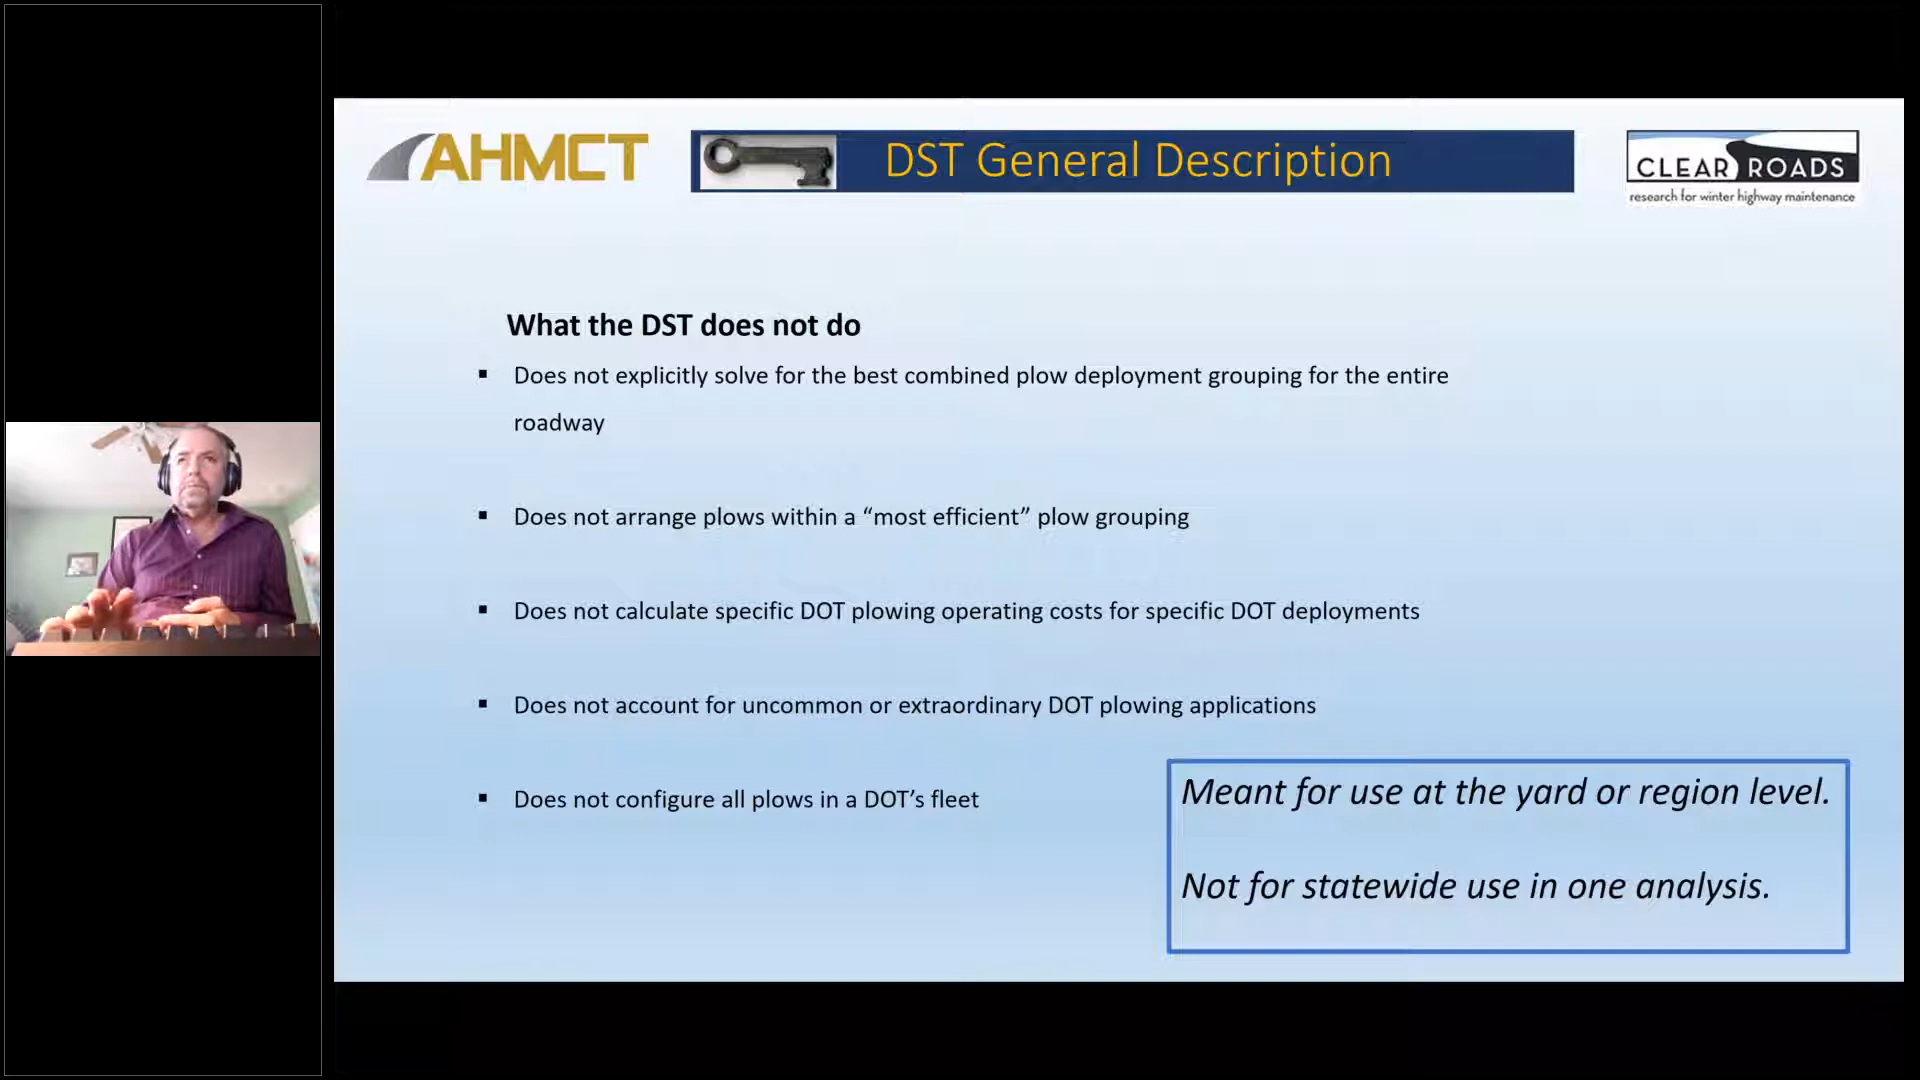 AHMCT
DST General Description
CLEAR ROADS
research for winter highway maintenance
What the DST does not do
▪ Does not explicitly solve for the best combined plow deployment grouping for the entire
roadway
▪ Does not arrange plows within a “most efficient” plow grouping
▪ Does not calculate specific DOT plowing operating costs for specific DOT deployments
▪ Does not account for uncommon or extraordinary DOT plowing applications
▪ Does not configure all plows in a DOT’s fleet
Meant for use at the yard or region level.
Not for statewide use in one analysis.